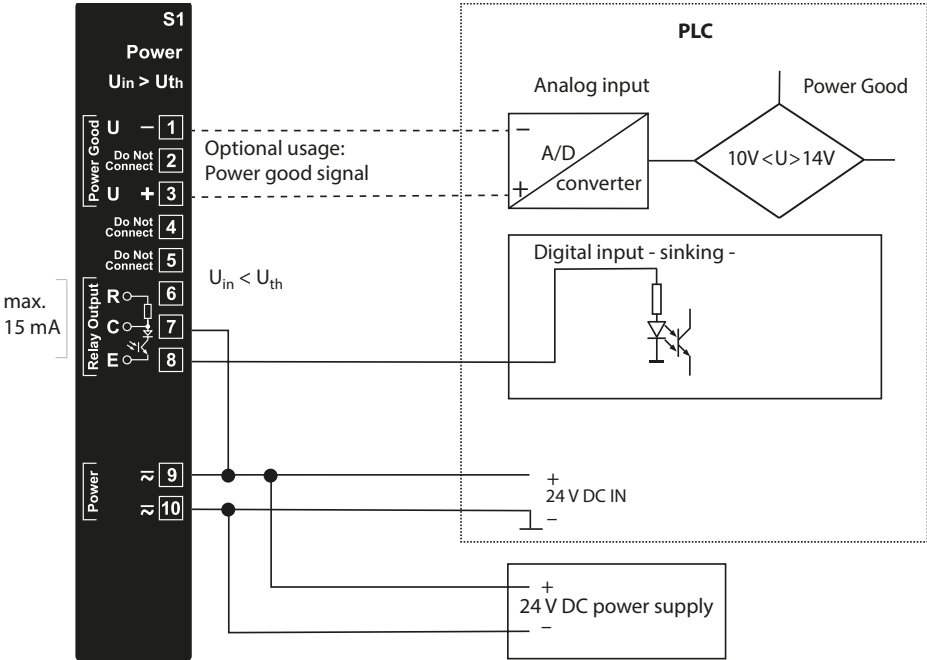 S1
Power
Uin > Uth
Power Good
U – 1
Do Not
Connect 2
U + 3
Do Not
Connect 4
Do Not
Connect 5
max.
15 mA
Relay Output
R 6
C 7
E 8
Power
9
10
Optional usage:
Power good signal
Uin < Uth
PLC
Analog input
Power Good
–
A/D
+ converter
10V<U>14V
Digital input - sinking -
+
24 V DC IN
–
+
24 V DC power supply
–